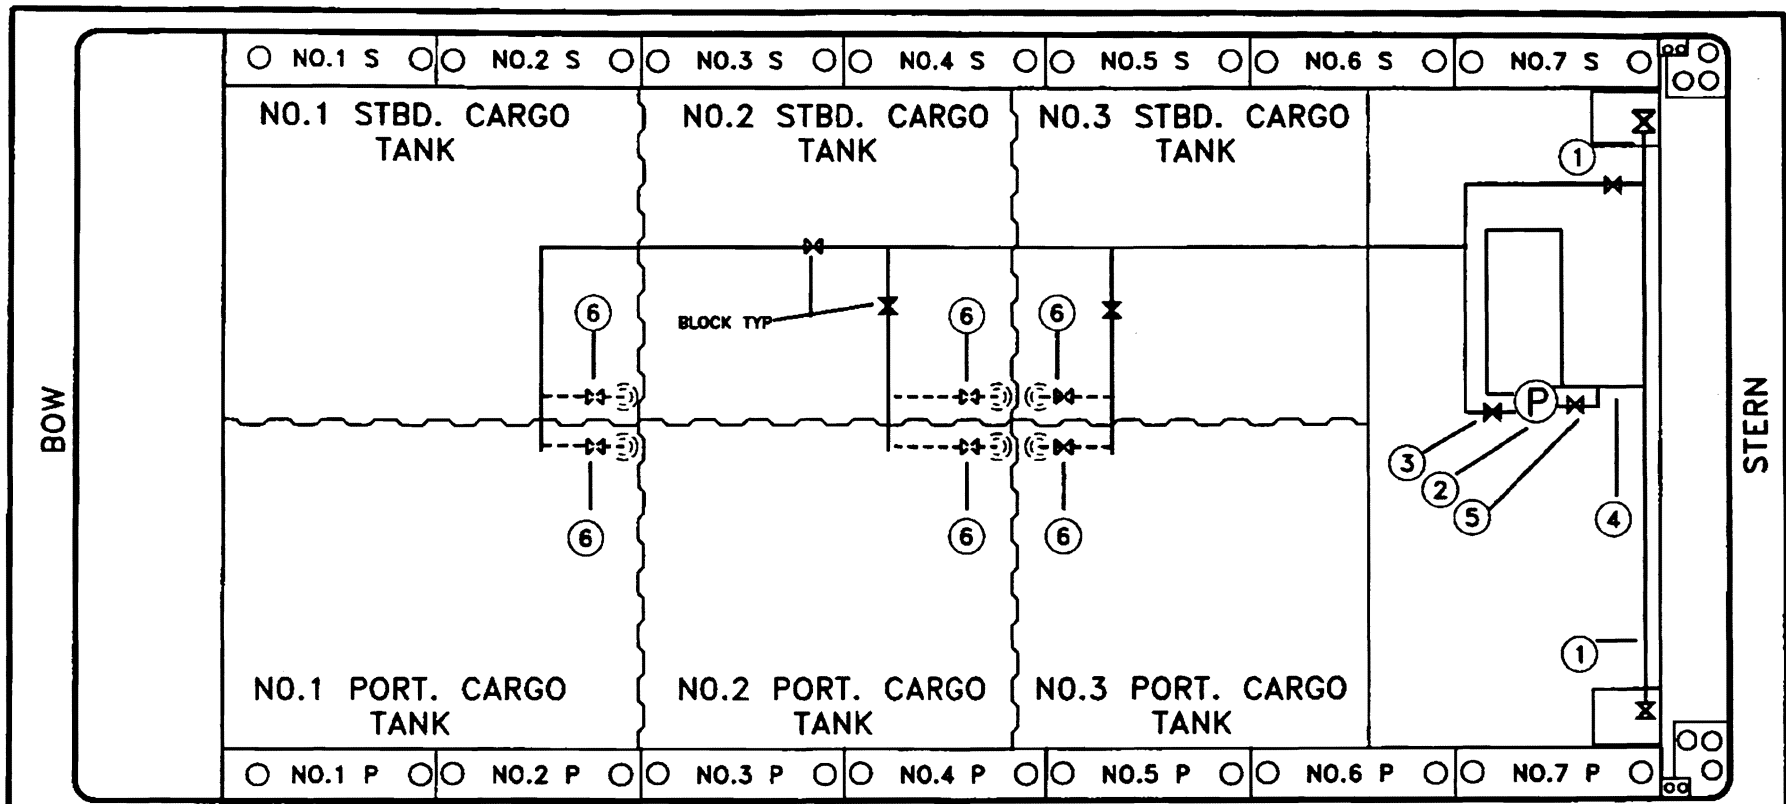 NO.1 S
NO.2 S
NO.3 S
NO.4 S
NO.5 S
NO.6 S
NO.7 S
NO.1 STBD. CARGO
TANK
NO.2 STBD. CARGO
TANK
NO.3 STBD. CARGO
TANK
1
6
BLOCK TYP
6
6
BOW
P
STERN
3
2
5
4
6
6
6
1
NO.1 PORT. CARGO
TANK
NO.2 PORT. CARGO
TANK
NO.3 PORT. CARGO
TANK
NO.1 P
NO.2 P
NO.3 P
NO.4 P
NO.5 P
NO.6 P
NO.7 P